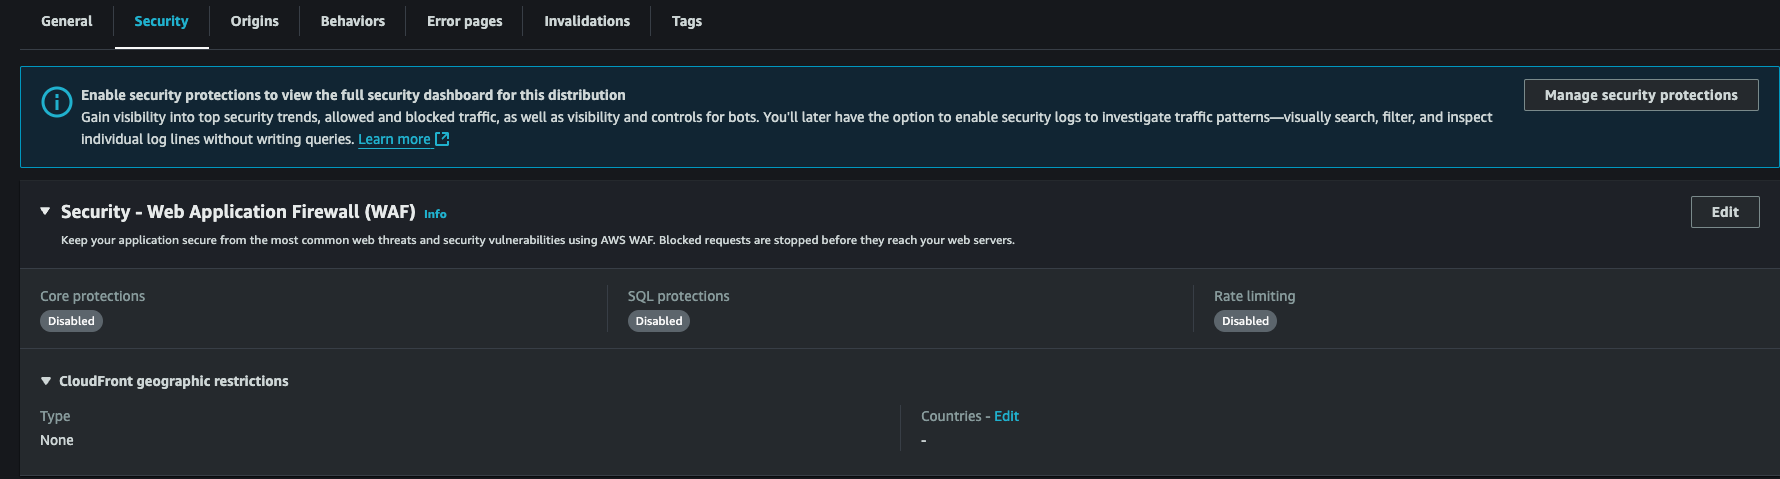 General Security Origins Behaviors Error pages Invalidations Tags
Enable security protections to view the full security dashboard for this distribution
Manage security protections
Gain visibility into top security trends, allowed and blocked traffic, as well as visibility and controls for bots. You'll later have the option to enable security logs to investigate traffic patterns—visually search, filter, and inspect
individual log lines without writing queries. Learn more
Security - Web Application Firewall (WAF) Info
Edit
Keep your application secure from the most common web threats and security vulnerabilities using AWS WAF. Blocked requests are stopped before they reach your web servers.
Core protections
Disabled
SQL protections
Disabled
Rate limiting
Disabled
CloudFront geographic restrictions
Type
None
Countries - Edit
-